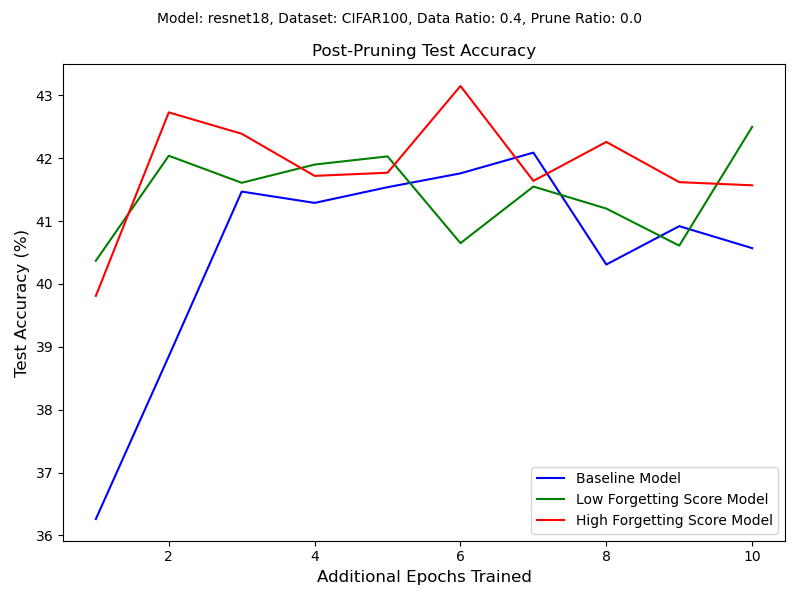 Model: resnet18, Dataset: CIFAR100, Data Ratio: 0.4, Prune Ratio: 0.0
Post-Pruning Test Accuracy
43
42
41
40
39
38
37
36
Test Accuracy (%)
2
4
6
8
10
Additional Epochs Trained
Baseline Model
Low Forgetting Score Model
High Forgetting Score Model